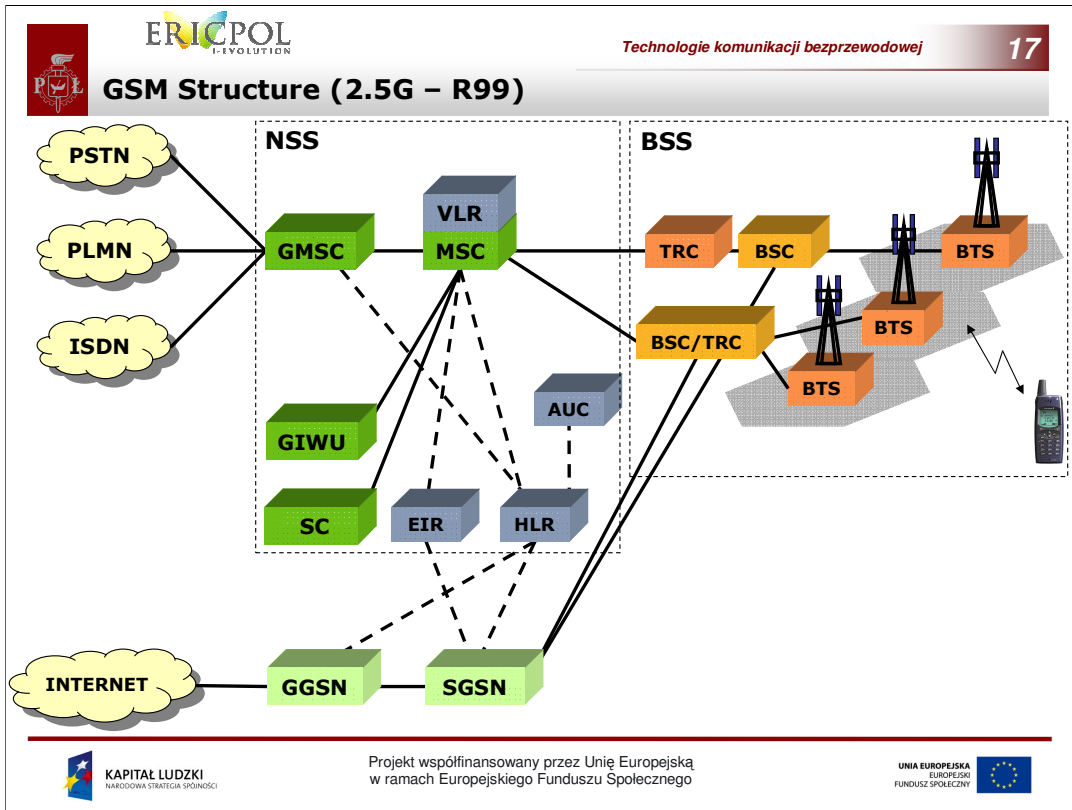 ERICPOL
I-EVOLUTION
Technologie komunikacji bezprzewodowej
17
P Ł
GSM Structure (2.5G – R99)
NSS
BSS
PSTN
PLMN
ISDN
GMSC
VLR
MSC
TRC
BSC
BTS
BSC/TRC
BTS
BTS
GIWU
AUC
SC
EIR
HLR
INTERNET
GGSN
SGSN
KAPITAŁ LUDZKI
NARODOWA STRATEGIA SPÓJNOŚCI
Projekt współfinansowany przez Unię Europejską
w ramach Europejskiego Funduszu Społecznego
UNIA EUROPEJSKA
EUROPEJSKI
FUNDUSZ SPOŁECZNY